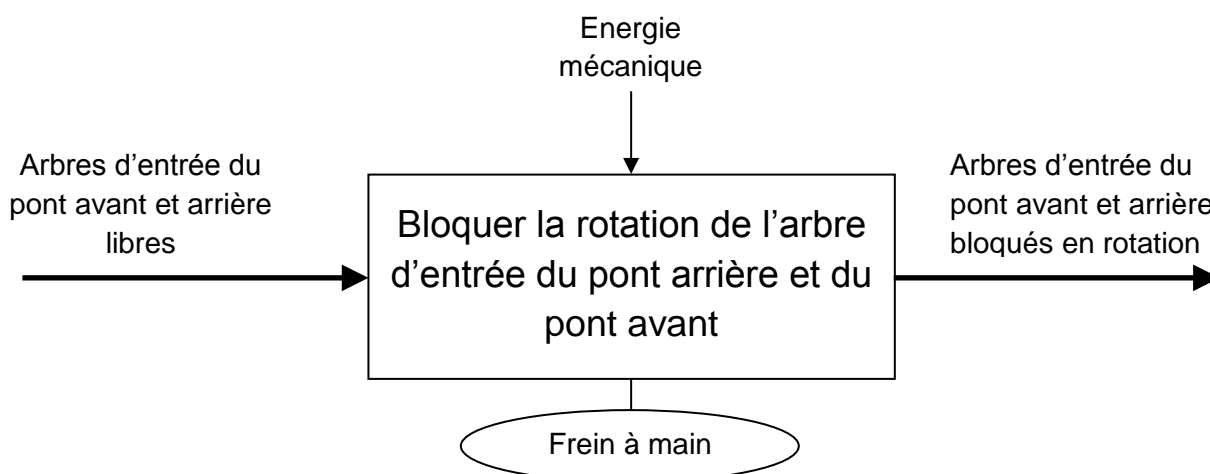 Energie
mécanique
Arbres d’entrée du
pont avant et arrière
libres
Bloquer la rotation de l’arbre
d’entrée du pont arrière et du
pont avant
Arbres d’entrée du
pont avant et arrière
bloqués en rotation
Frein à main